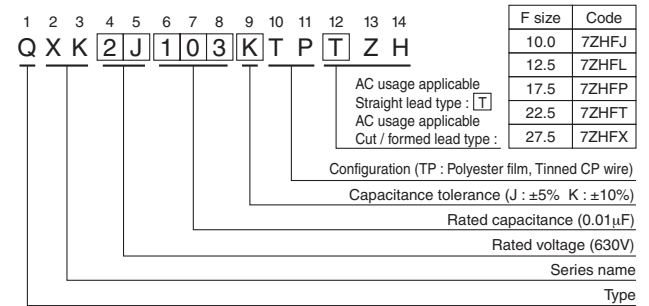 1 2 3 4 5 6 7 8 9 10 11 12 13 14
Q X K 2 J 1 0 3 K T P T Z H
F size Code
10.0 7ZHFJ
12.5 7ZHFL
17.5 7ZHFP
22.5 7ZHFT
27.5 7ZHFX
AC usage applicable
Straight lead type : T
AC usage applicable
Cut / formed lead type :
Configuration (TP : Polyester film, Tinned CP wire)
Capacitance tolerance (J : ±5% K : ±10%)
Rated capacitance (0.01μF)
Rated voltage (630V)
Series name
Type